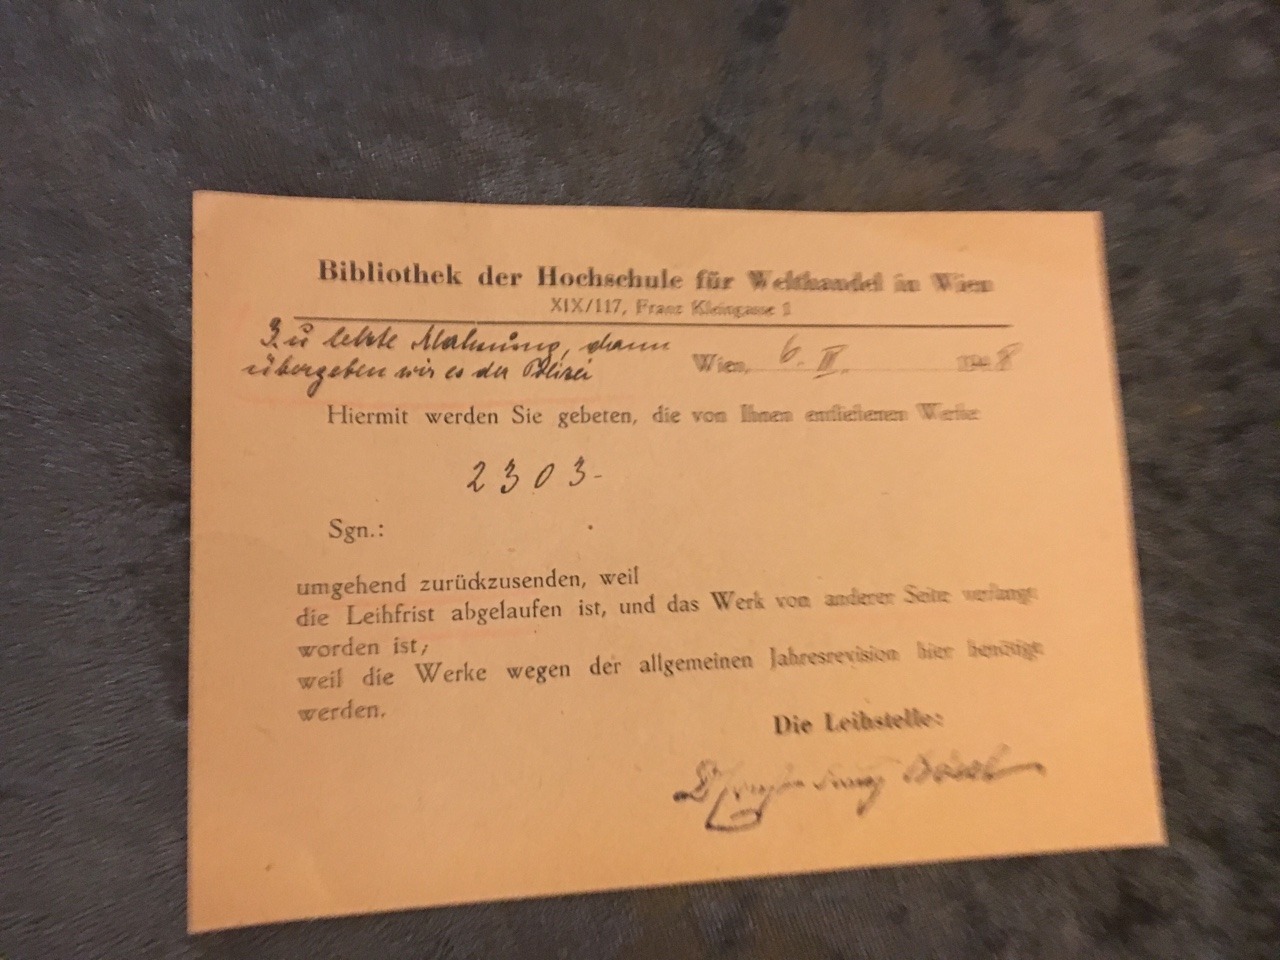 Bibliothek der Hochschule für Welthandel in Wien
XIX/117, Franz Kleingasse 1
3. u letzte Mahnung, dann
übergeben wir es der Polizei
Wien, 6. III. 1948
Hiermit werden Sie gebeten, die von Ihnen entliehenen Werke
2303-
Sgn.:
umgehend zurückzusenden, weil
die Leihfrist abgelaufen ist, und das Werk von anderer Seite verlangt
worden ist,
weil die Werke wegen der allgemeinen Jahresrevision hier benötigt
werden.
Die Leihstelle: